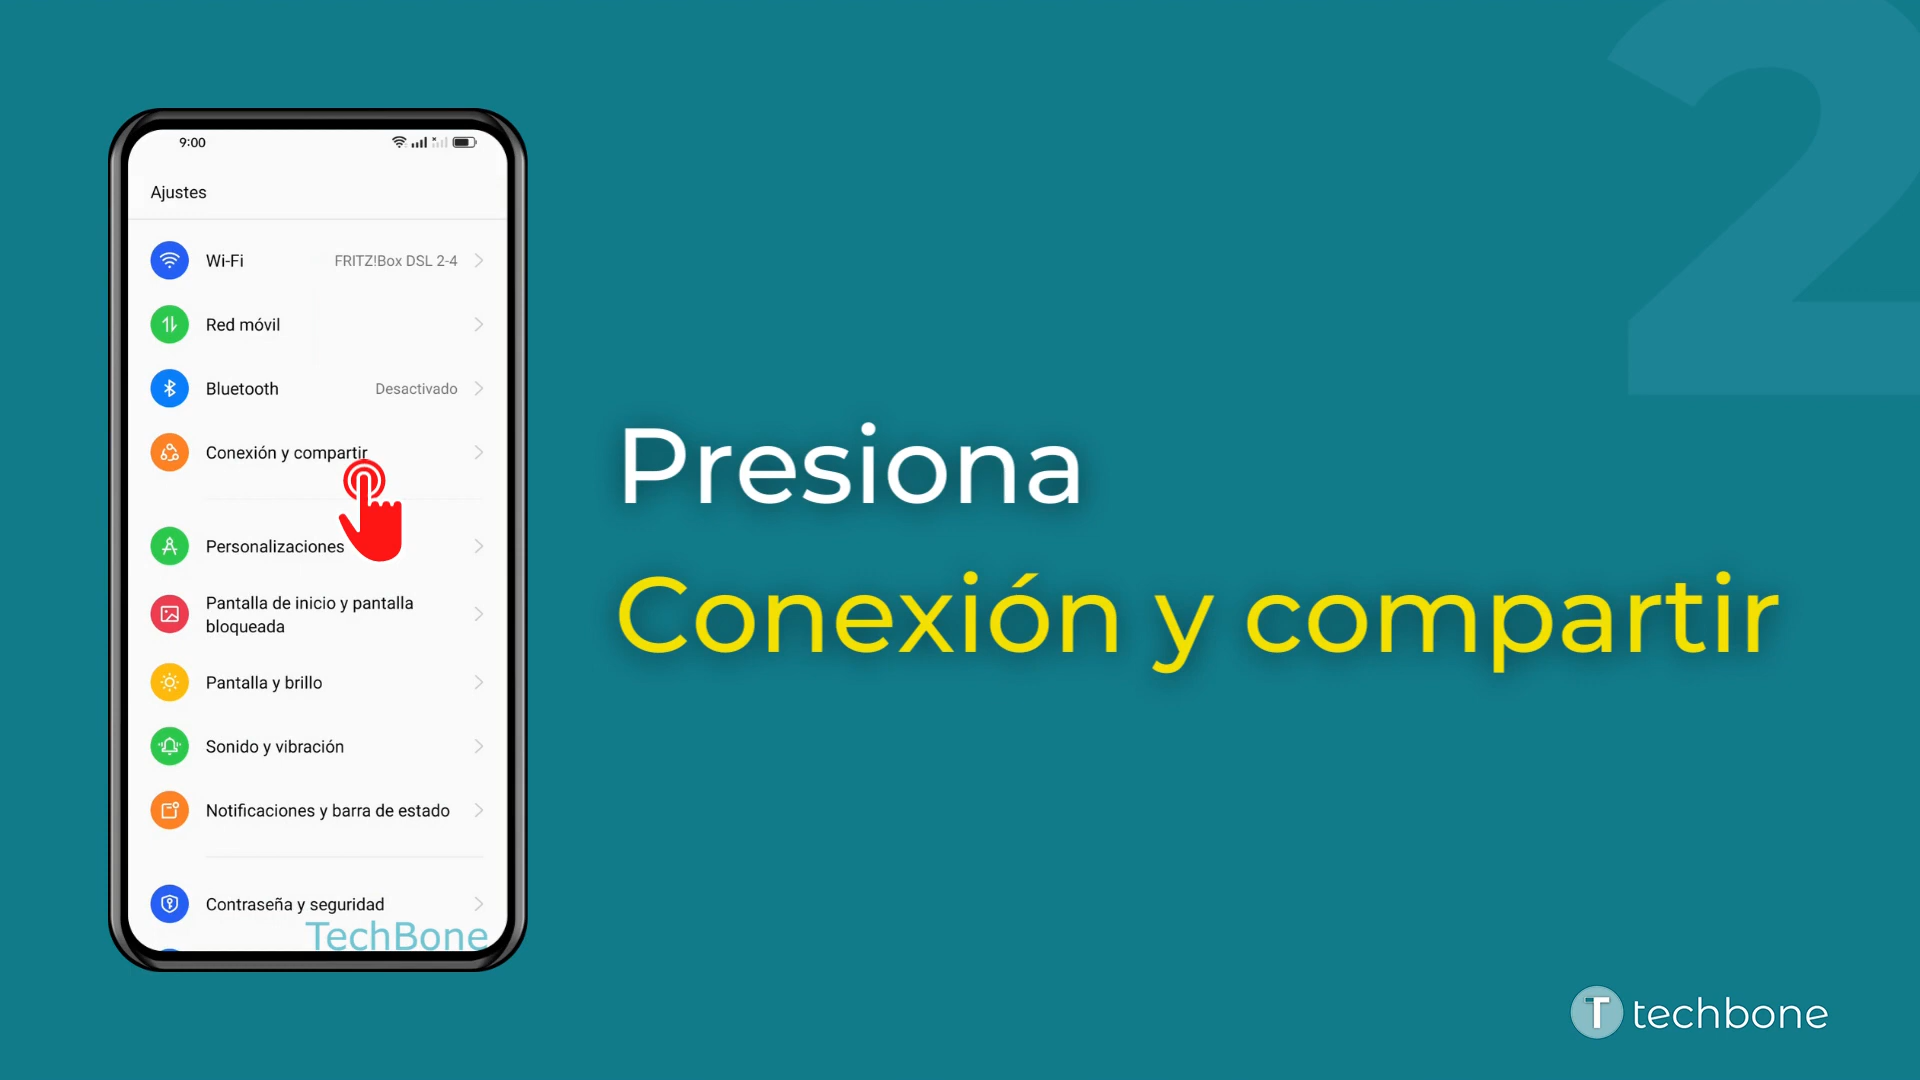 2
9:00
Ajustes
Wi-Fi FRITZ!Box DSL 2-4
Red móvil
Bluetooth Desactivado
Conexión y compartir
Personalizaciones
Pantalla de inicio y pantalla
bloqueada
Pantalla y brillo
Sonido y vibración
Notificaciones y barra de estado
Contraseña y seguridad
TechBone
Presiona
Conexión y compartir
T techbone